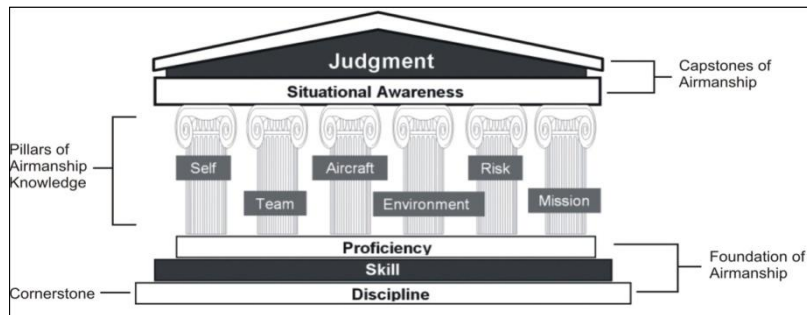 Judgment
Situational Awareness
Capstones of
Airmanship
Pillars of
Airmanship
Knowledge
Self
Team
Aircraft
Environment
Risk
Mission
Proficiency
Skill
Discipline
Foundation of
Airmanship
Cornerstone